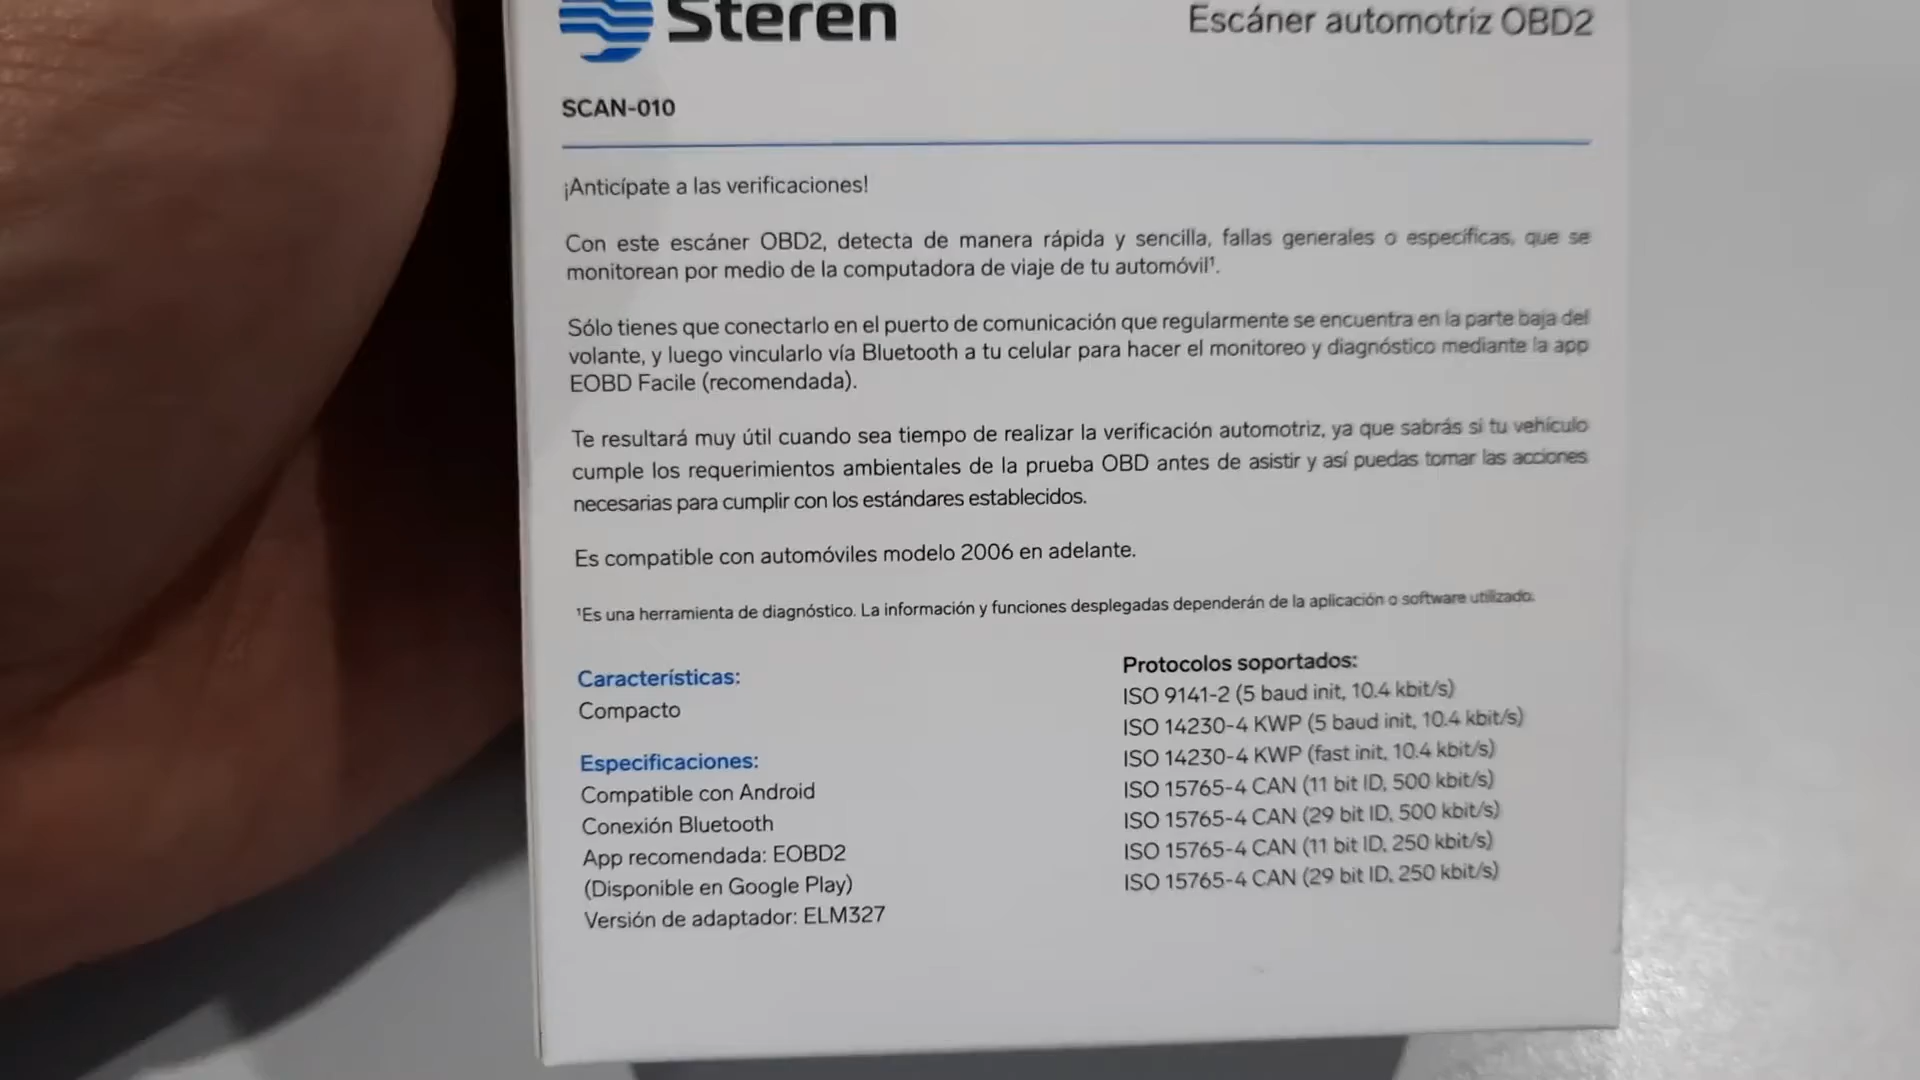 Steren
Escáner automotriz OBD2
SCAN-010
¡Anticípate a las verificaciones!
Con este escáner OBD2, detecta de manera rápida y sencilla, fallas generales o específicas, que se
monitorean por medio de la computadora de viaje de tu automóvil¹.
Sólo tienes que conectarlo en el puerto de comunicación que regularmente se encuentra en la parte baja del
volante, y luego vincularlo vía Bluetooth a tu celular para hacer el monitoreo y diagnóstico mediante la app
EOBD Facile (recomendada).
Te resultará muy útil cuando sea tiempo de realizar la verificación automotriz, ya que sabrás si tu vehículo
cumple los requerimientos ambientales de la prueba OBD antes de asistir y así puedas tomar las acciones
necesarias para cumplir con los estándares establecidos.
Es compatible con automóviles modelo 2006 en adelante.
¹Es una herramienta de diagnóstico. La información y funciones desplegadas dependerán de la aplicación o software utilizado.
Características:
Compacto
Especificaciones:
Compatible con Android
Conexión Bluetooth
App recomendada: EOBD2
(Disponible en Google Play)
Versión de adaptador: ELM327
Protocolos soportados:
ISO 9141-2 (5 baud init, 10.4 kbit/s)
ISO 14230-4 KWP (5 baud init, 10.4 kbit/s)
ISO 14230-4 KWP (fast init, 10.4 kbit/s)
ISO 15765-4 CAN (11 bit ID, 500 kbit/s)
ISO 15765-4 CAN (29 bit ID, 500 kbit/s)
ISO 15765-4 CAN (11 bit ID, 250 kbit/s)
ISO 15765-4 CAN (29 bit ID, 250 kbit/s)